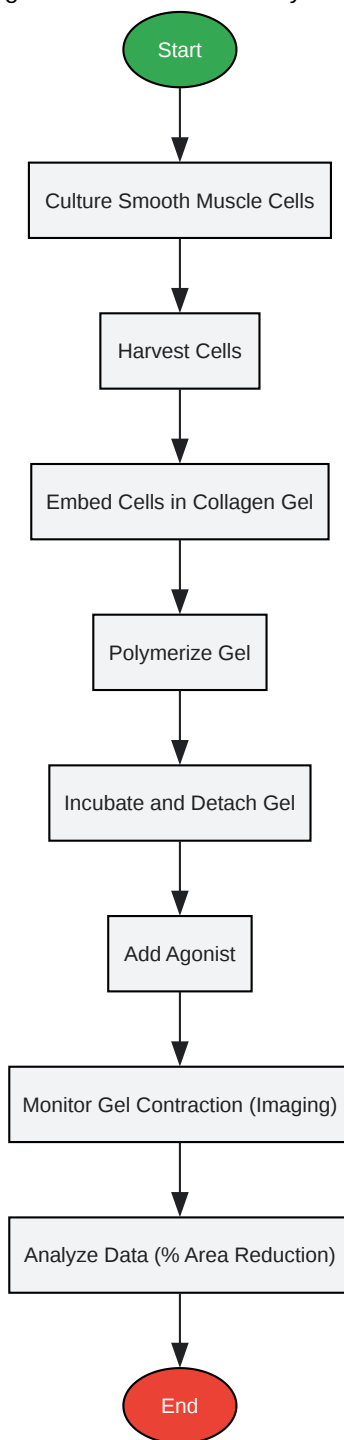 Start
Culture Smooth Muscle Cells
Harvest Cells
Embed Cells in Collagen Gel
Polymerize Gel
Incubate and Detach Gel
Add Agonist
Monitor Gel Contraction (Imaging)
Analyze Data (% Area Reduction)
End